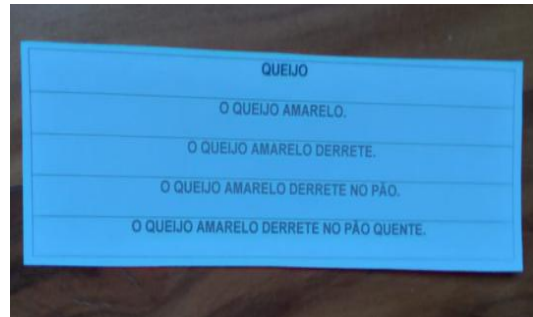 QUEIJO
O QUEIJO AMARELO.
O QUEIJO AMARELO DERRETE.
O QUEIJO AMARELO DERRETE NO PÃO.
O QUEIJO AMARELO DERRETE NO PÃO QUENTE.